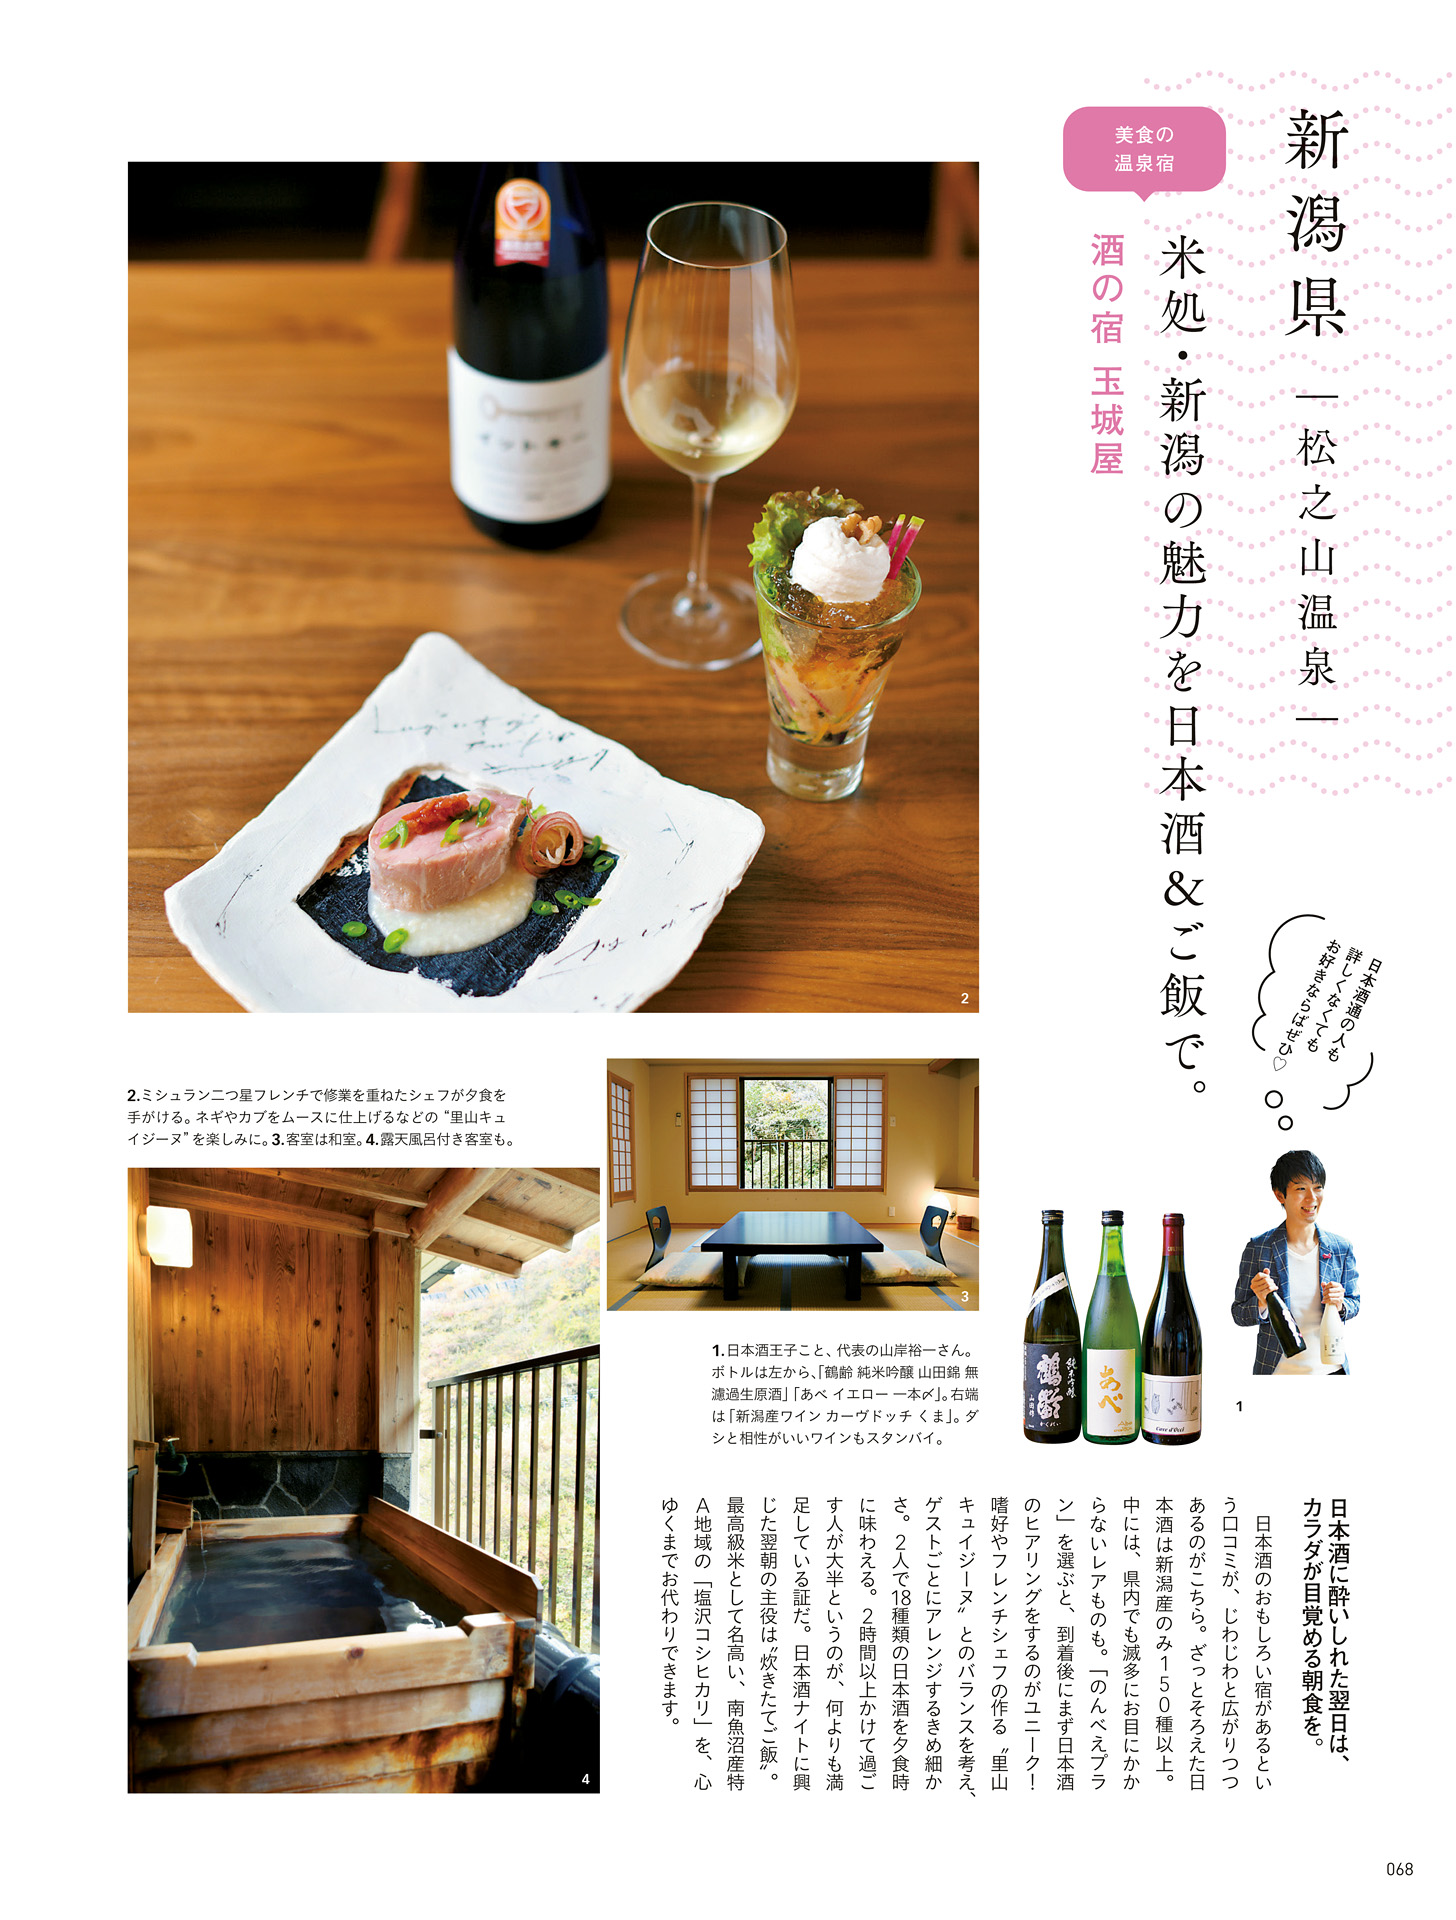 新潟県
―松之山温泉―
美食の
温泉宿
米処・新潟の魅力を日本酒&ご飯で。
酒の宿 玉城屋
日本酒通の人も
詳しくなくても
お好きならばぜひ♡
2
2.ミシュラン二つ星フレンチで修業を重ねたシェフが夕食を
手がける。ネギやカブをムースに仕上げるなどの“里山キュ
イジーヌ”を楽しみに。3.客室は和室。4.露天風呂付き客室も。
3
4
1.日本酒王子こと、代表の山岸裕一さん。
ボトルは左から、「鶴齢 純米吟醸 山田錦 無
濾過生原酒」「あべ イエロー 一本〆」。右端
は「新潟産ワイン カーヴドッチ くま」。ダ
シと相性がいいワインもスタンバイ。
純米吟醸
鶴齢
山田錦
かくれい
あべ
Cave d'Occi
1
日本酒に酔いしれた翌日は、
カラダが目覚める朝食を。
日本酒のおもしろい宿があるとい
う口コミが、じわじわと広がりつつ
あるのがこちら。ざっとそろえた日
本酒は新潟産のみ150種以上。
中には、県内でも滅多にお目にかか
らないレアものも。「のんべえプラ
ン」を選ぶと、到着後にまず日本酒
のヒアリングをするのがユニーク!
嗜好やフレンチシェフの作る〝里山
キュイジーヌ〟とのバランスを考え、
ゲストごとにアレンジするきめ細か
さ。2人で18種類の日本酒を夕食時
に味わえる。2時間以上かけて過ご
す人が大半というのが、何よりも満
足している証だ。日本酒ナイトに興
じた翌朝の主役は〝炊きたてご飯〟。
最高級米として名高い、南魚沼産特
A地域の「塩沢コシヒカリ」を、心
ゆくまでお代わりできます。
068